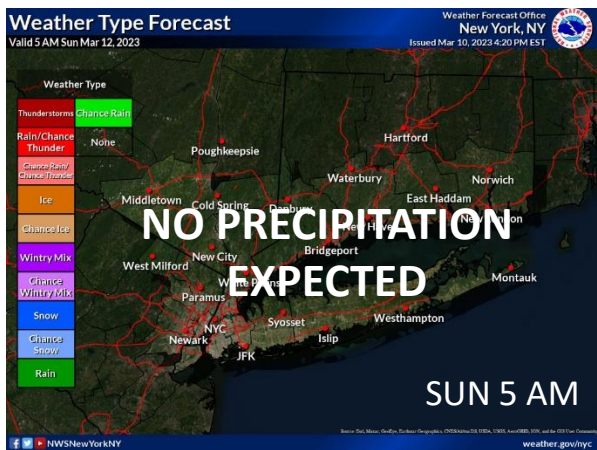 Weather Type Forecast
Valid 5 AM Sun Mar 12, 2023
Weather Forecast Office
New York, NY
Issued Mar 10, 2023 4:20 PM EST
Weather Type
Thunderstorms
Chance Rain
Rain/Chance
Thunder
None
Chance Rain/
Chance Thunder
Ice
Chance Ice
Wintry Mix
Chance
Wintry Mix
Snow
Chance
Snow
Rain
Hartford
Poughkeepsie
Waterbury
Norwich
Middletown
Cold Spring
Danbury
East Haddam
New London
New Haven
NO PRECIPITATION
EXPECTED
Bridgeport
New City
West Milford
White Plains
Montauk
Paramus
NYC
Syosset
Westhampton
Newark
Islip
JFK
SUN 5 AM
NWSNewYorkNY
weather.gov/nyc